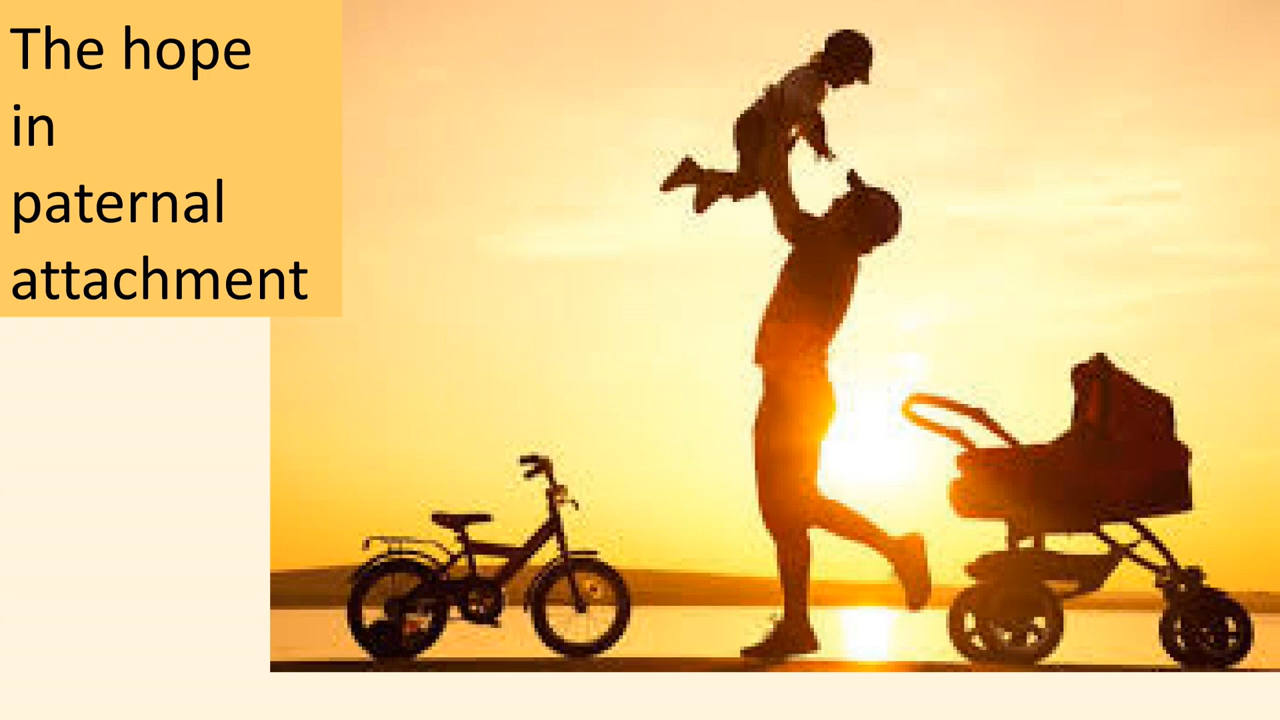 The hope
in
paternal
attachment